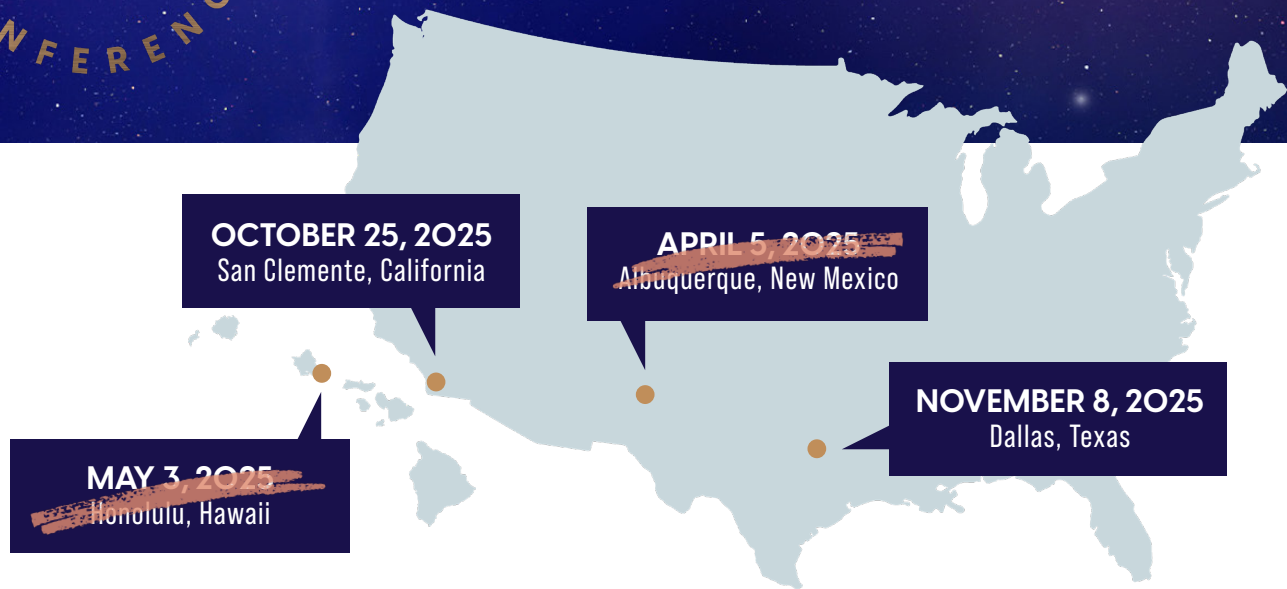 NFERENC
OCTOBER 25, 2025
San Clemente, California
APRIL 5, 2025
Albuquerque, New Mexico
MAY 3, 2025
Honolulu, Hawaii
NOVEMBER 8, 2025
Dallas, Texas